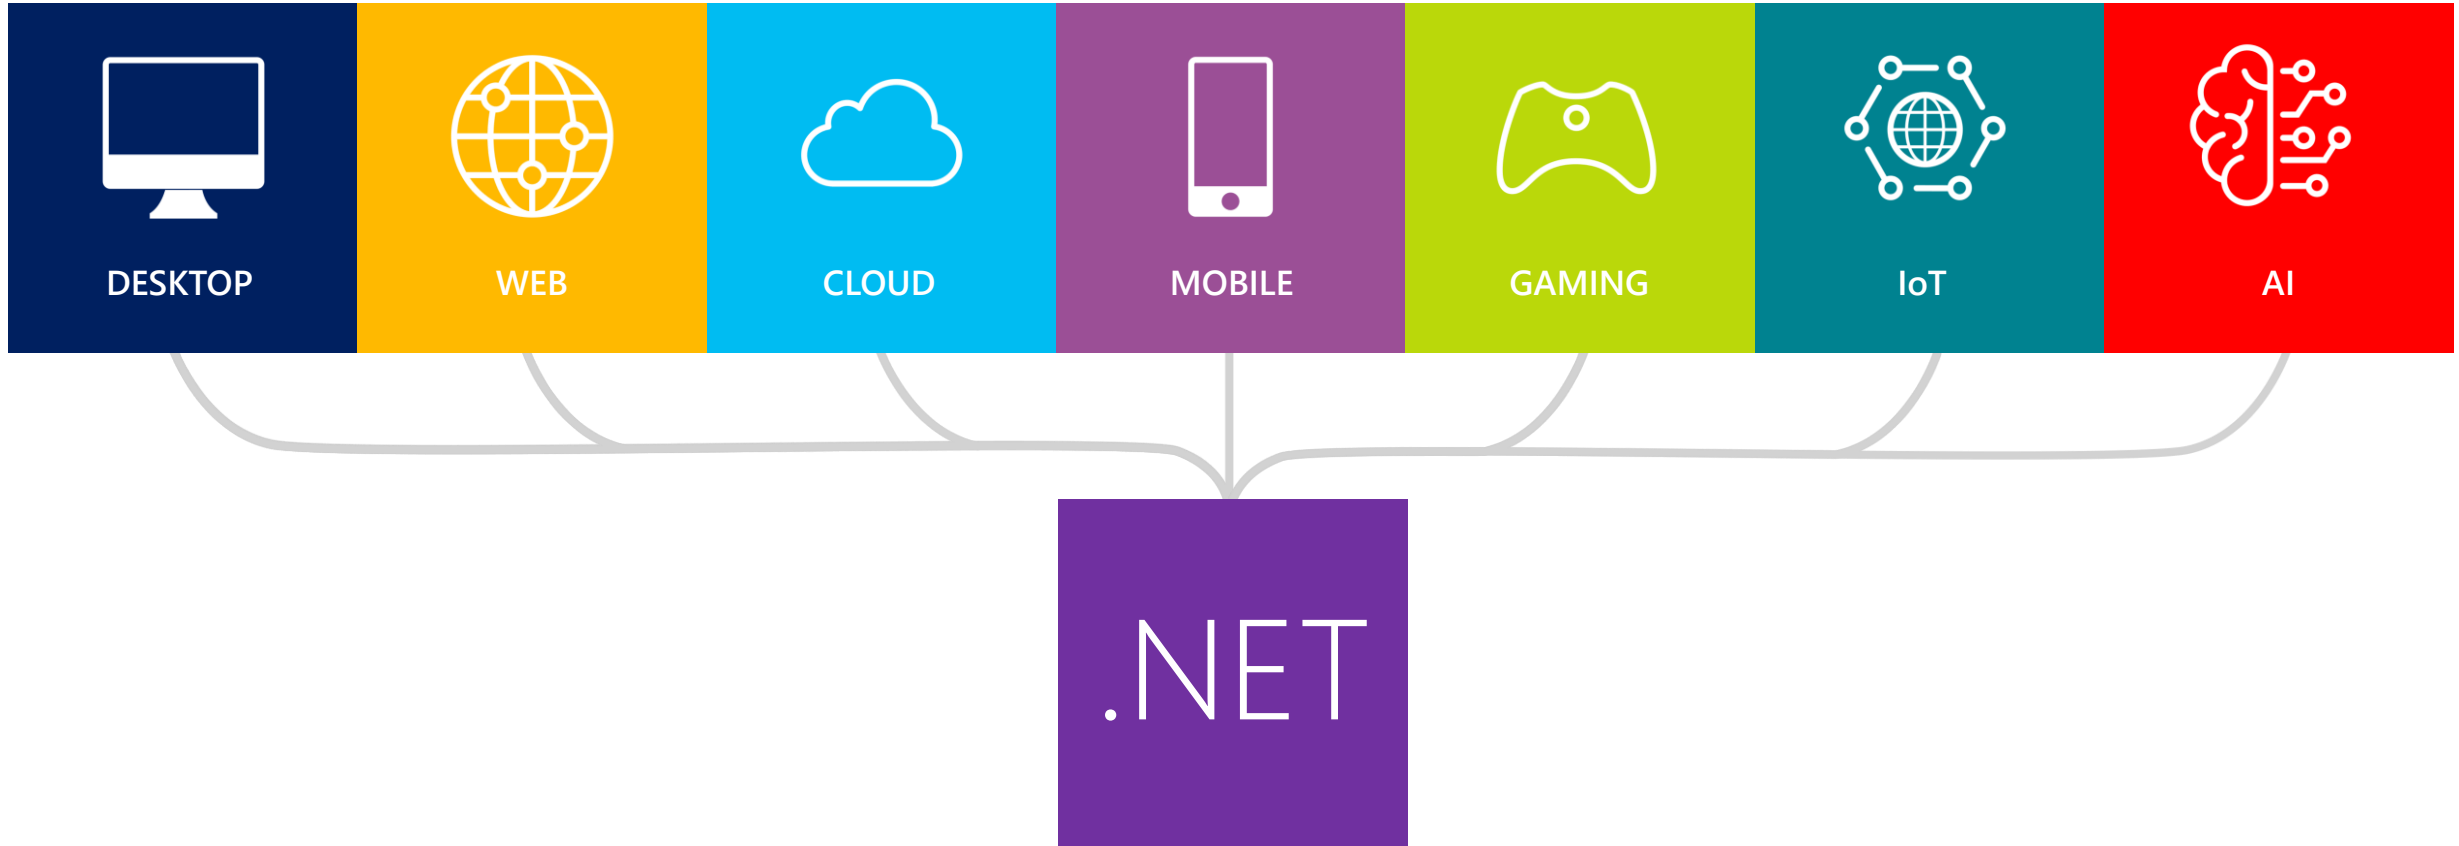 DESKTOP
WEB
CLOUD
MOBILE
GAMING
IoT
AI
.NET